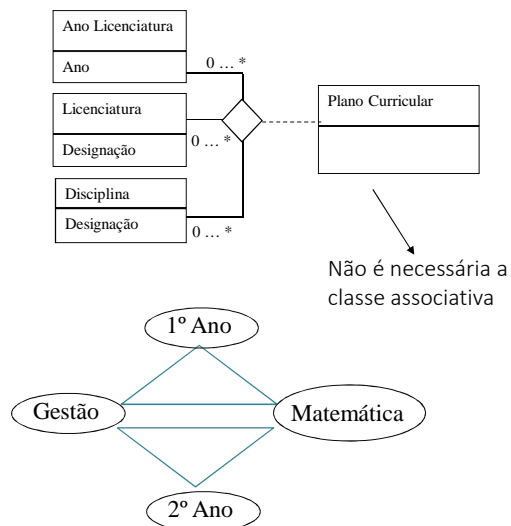 Ano Licenciatura
Ano
0 ... *
Licenciatura
Designação
0 ... *
Disciplina
Designação
0 ... *
Plano Curricular
Não é necessária a
classe associativa
1º Ano
Gestão
Matemática
2º Ano